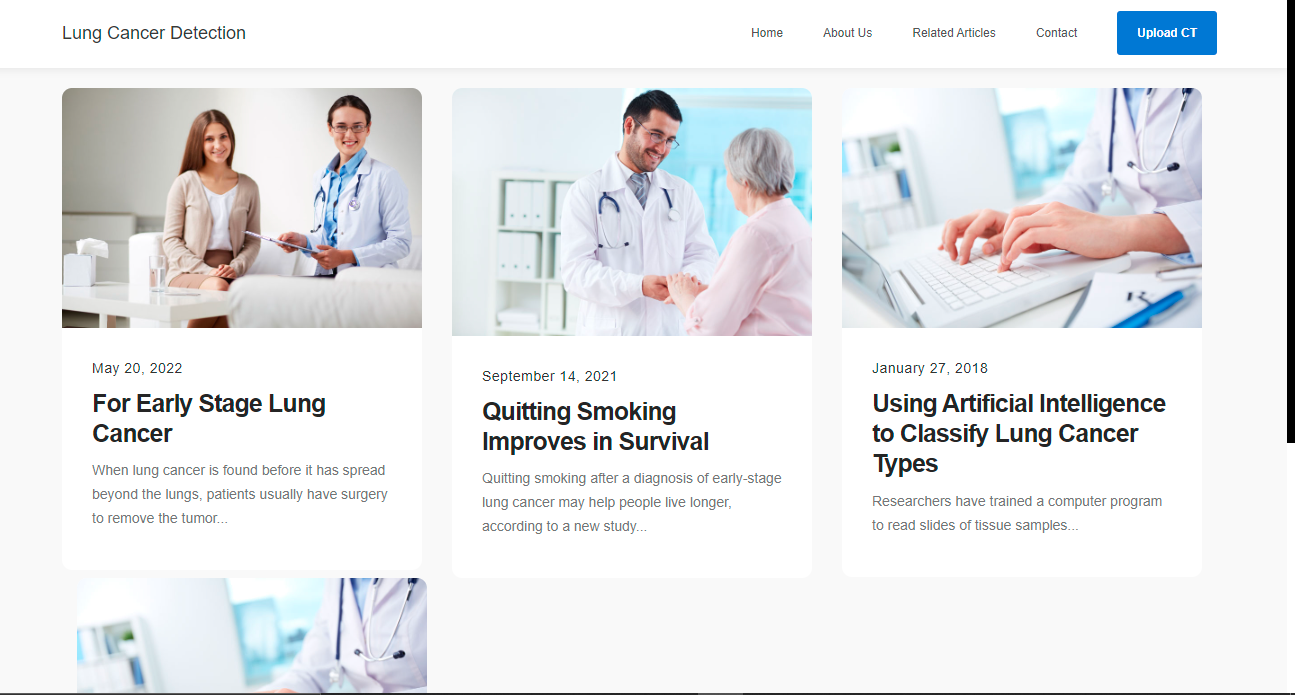 Lung Cancer Detection
Home
About Us
Related Articles
Contact
Upload CT
May 20, 2022
For Early Stage Lung
Cancer
When lung cancer is found before it has spread
beyond the lungs, patients usually have surgery
to remove the tumor...
September 14, 2021
Quitting Smoking
Improves in Survival
Quitting smoking after a diagnosis of early-stage
lung cancer may help people live longer,
according to a new study...
January 27, 2018
Using Artificial Intelligence
to Classify Lung Cancer
Types
Researchers have trained a computer program
to read slides of tissue samples...